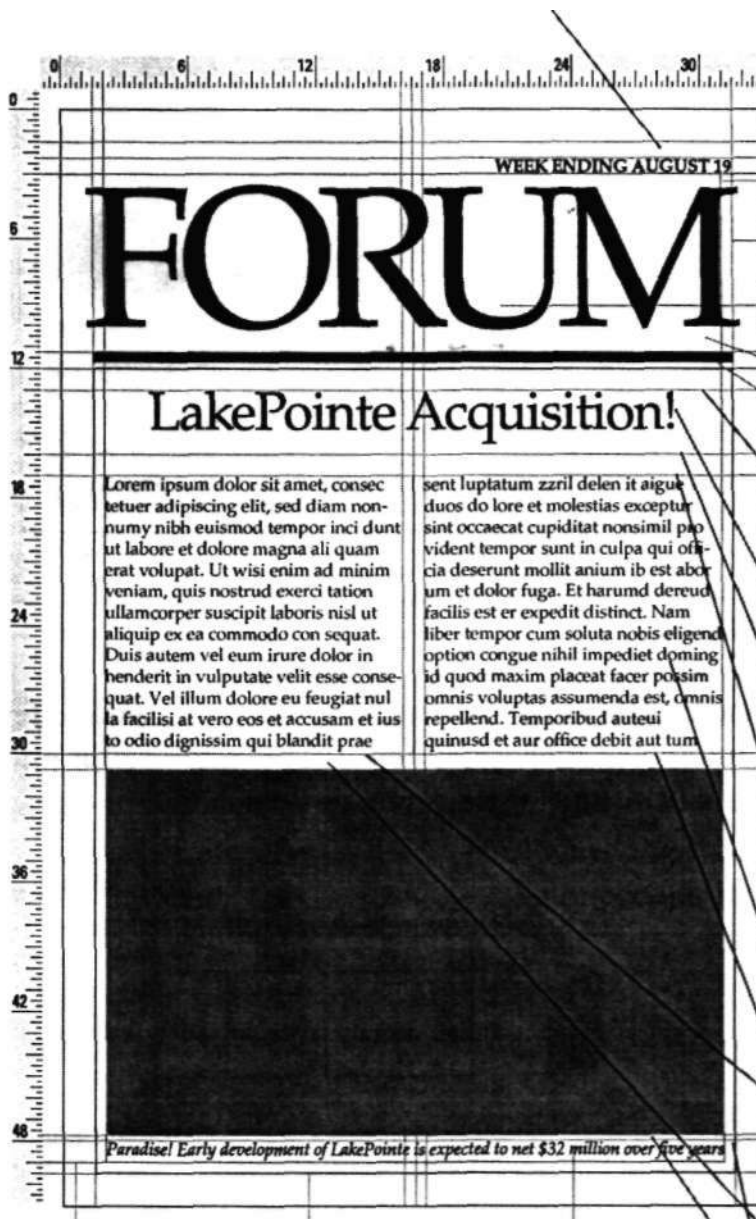 0 6 12 18 24 30
0
WEEK ENDING AUGUST 19
6
FORUM
12
LakePointe Acquisition!
18
Lorem ipsum dolor sit amet, consec
tetuer adipiscing elit, sed diam non-
numy nibh euismod tempor inci dunt
ut labore et dolore magna ali quam
erat volupat. Ut wisi enim ad minim
veniam, quis nostrud exerci tation
24
ullamcorper suscipit laboris nisl ut
aliquip ex ea commodo con sequat.
Duis autem vel eum irure dolor in
henderit in vulputate velit esse conse-
quat. Vel illum dolore eu feugiat nul
la facilisi at vero eos et accusam et ius
30
to odio dignissim qui blandit prae
sent luptatum zzril delen it aigue
duos do lore et molestias exceptur
sint occaecat cupiditat nonsimil pro
vident tempor sunt in culpa qui offi-
cia deserunt mollit anium ib est abor
um et dolor fuga. Et harumd dereud
facilis est er expedit distinct. Nam
liber tempor cum soluta nobis eligend
option congue nihil impediet doming
id quod maxim placeat facer possim
omnis voluptas assumenda est, omnis
repellend. Temporibud auteui
quinusd et aur office debit aut tum
36
42
48
Paradise! Early development of LakePointe is expected to net $32 million over five years